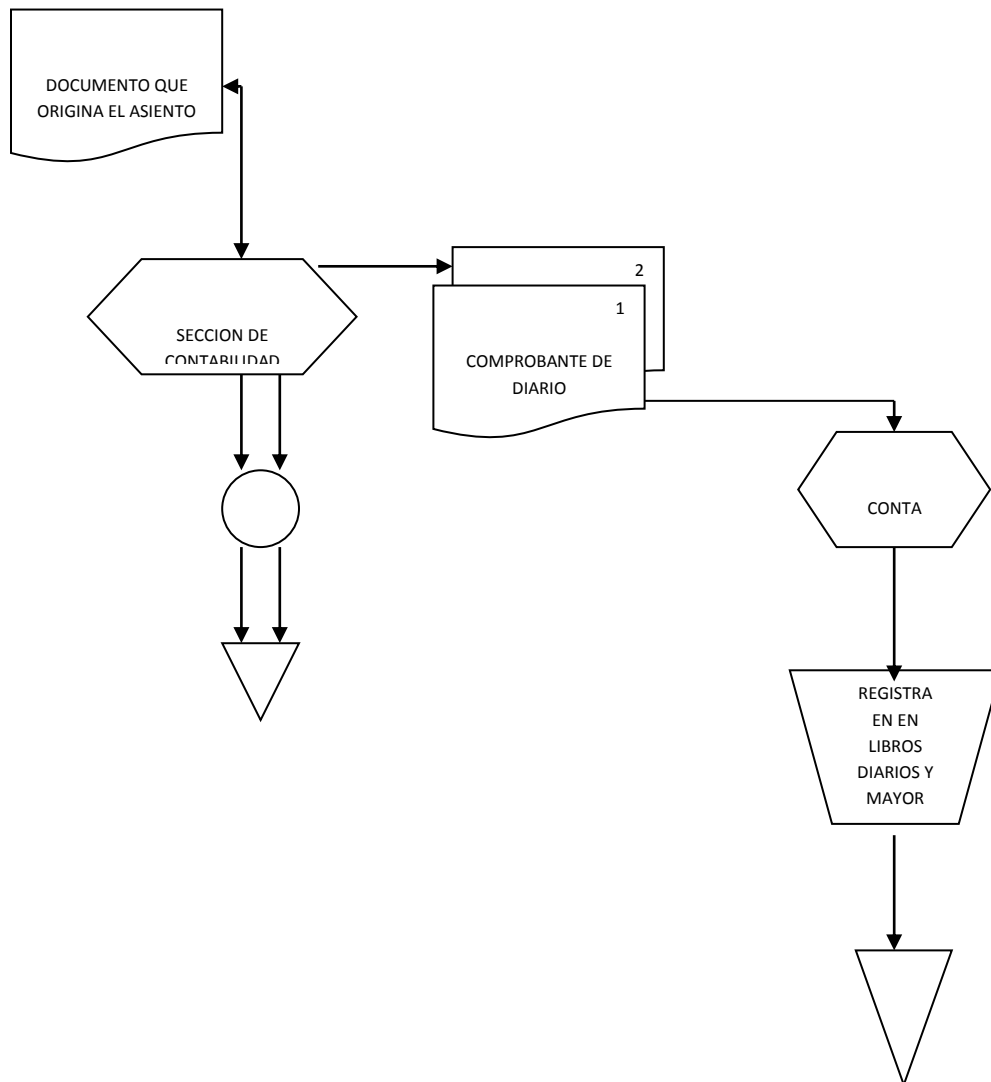 DOCUMENTO QUE
ORIGINA EL ASIENTO
2
1
SECCION DE
CONTABILIDAD
COMPROBANTE DE
DIARIO
CONTA
REGISTRA
EN EN
LIBROS
DIARIOS Y
MAYOR